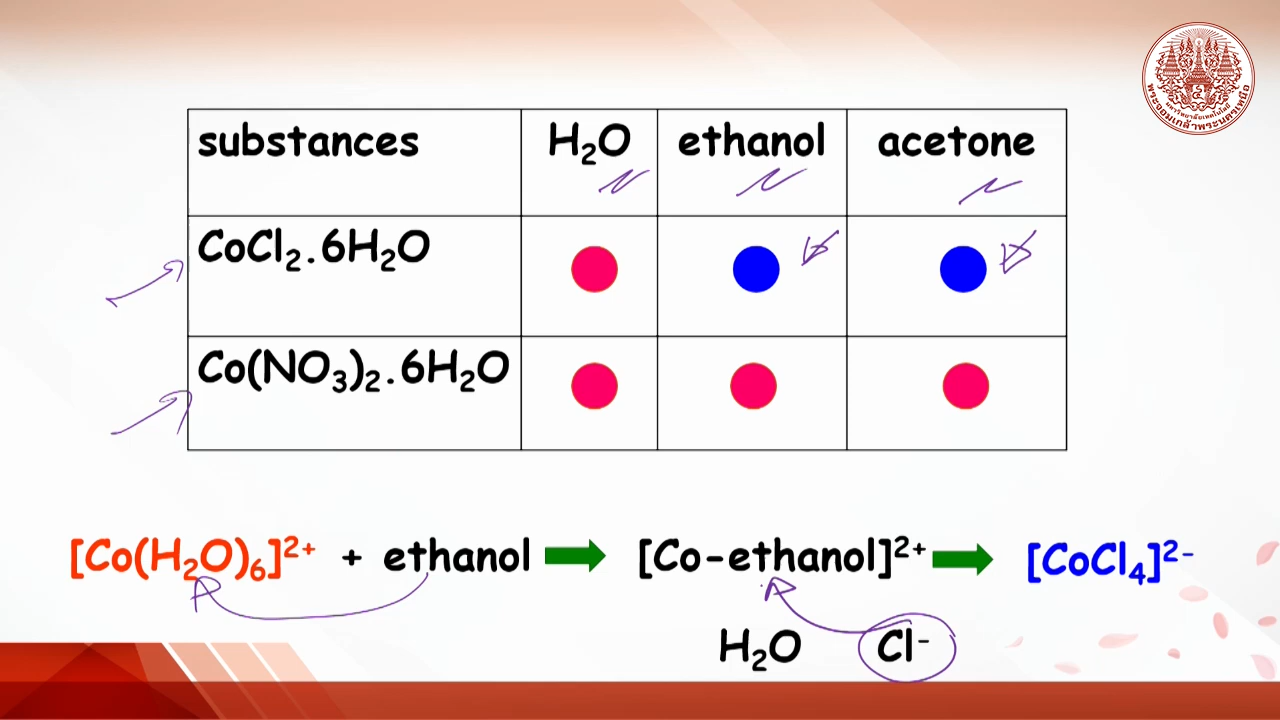 substances H₂O ethanol acetone
CoCl₂.6H₂O
Co(NO₃)₂.6H₂O
[Co(H₂O)₆]²⁺ + ethanol [Co-ethanol]²⁺ [CoCl₄]²⁻
H₂O Cl⁻